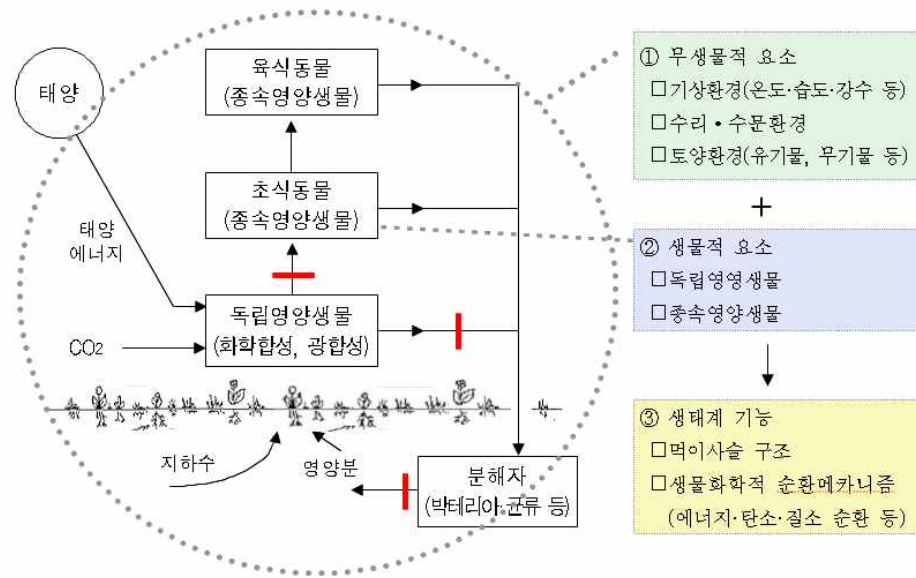 태양
육식동물
(종속영양생물)
초식동물
(종속영양생물)
태양
에너지
독립영양생물
(화학합성, 광합성)
CO2
지하수
영양분
분해자
(박테리아·균류 등)
① 무생물적 요소
□기상환경(온도·습도·강수 등)
□수리·수문환경
□토양환경(유기물, 무기물 등)
+
② 생물적 요소
□독립영영생물
□종속영양생물
③ 생태계 기능
□먹이사슬 구조
□생물화학적 순환메카니즘
(에너지·탄소·질소 순환 등)